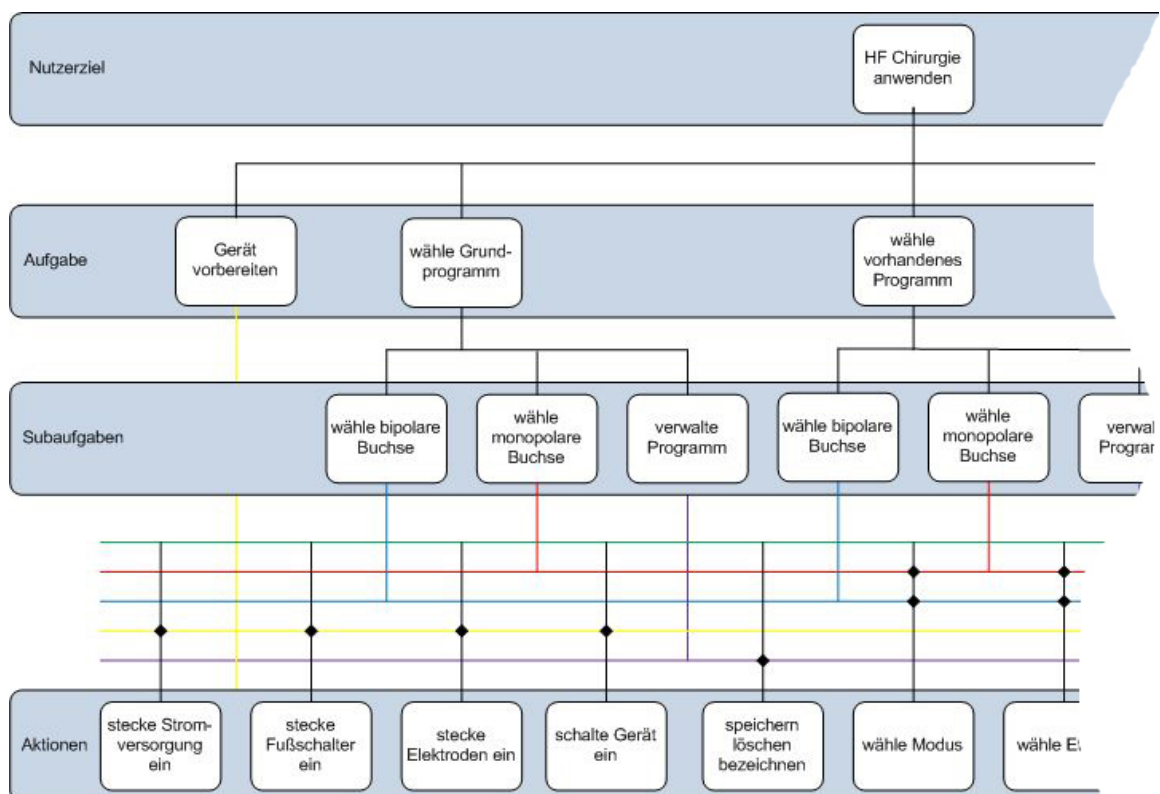 Nutzerziel
HF Chirurgie
anwenden
Aufgabe
Gerät
vorbereiten
wähle Grund-
programm
wähle
vorhandenes
Programm
Subaufgaben
wähle bipolare
Buchse
wähle
monopolare
Buchse
verwalte
Programm
wähle bipolare
Buchse
wähle
monopolare
Buchse
Aktionen
stecke Strom-
versorgung
ein
stecke
Fußschalter
ein
stecke
Elektroden ein
schalte Gerät
ein
speichern
löschen
bezeichnen
wähle Modus
wähle